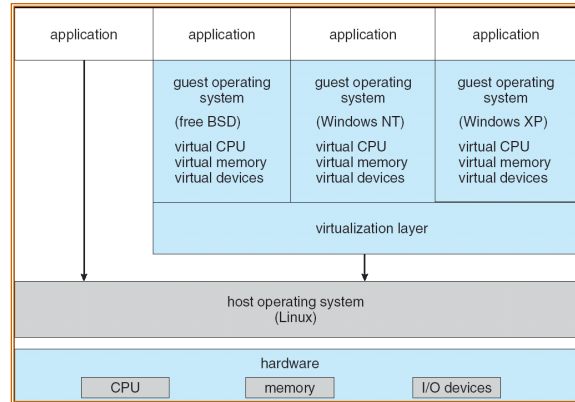 application
application
application
application
guest operating
system
(free BSD)
virtual CPU
virtual memory
virtual devices
guest operating
system
(Windows NT)
virtual CPU
virtual memory
virtual devices
guest operating
system
(Windows XP)
virtual CPU
virtual memory
virtual devices
virtualization layer
host operating system
(Linux)
hardware
CPU
memory
I/O devices